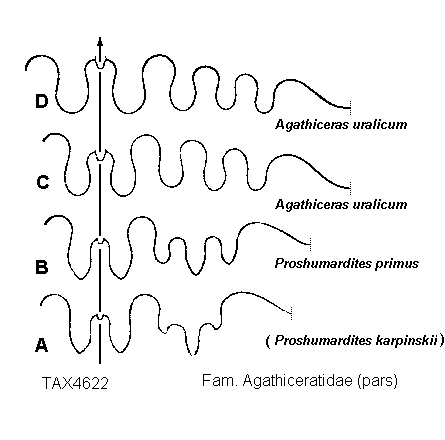 D
Agathiceras uralicum
C
Agathiceras uralicum
B
Proshumardites primus
A
( Proshumardites karpinskii )
TAX4622 Fam. Agathiceratidae (pars)